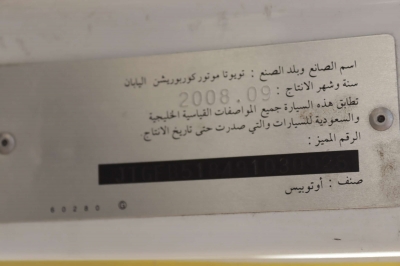 اسم الصانع وبلد الصنع : تويوتا موتور كوربوريشن اليابان
سنة وشهر الانتاج : 2008.09
تطابق هذه السيارة جميع المواصفات القياسية الخليجية
والسعودية للسيارات والتي صدرت حتى تاريخ الانتاج.
الرقم المميز :
صنف : أوتوبيس
60280 G